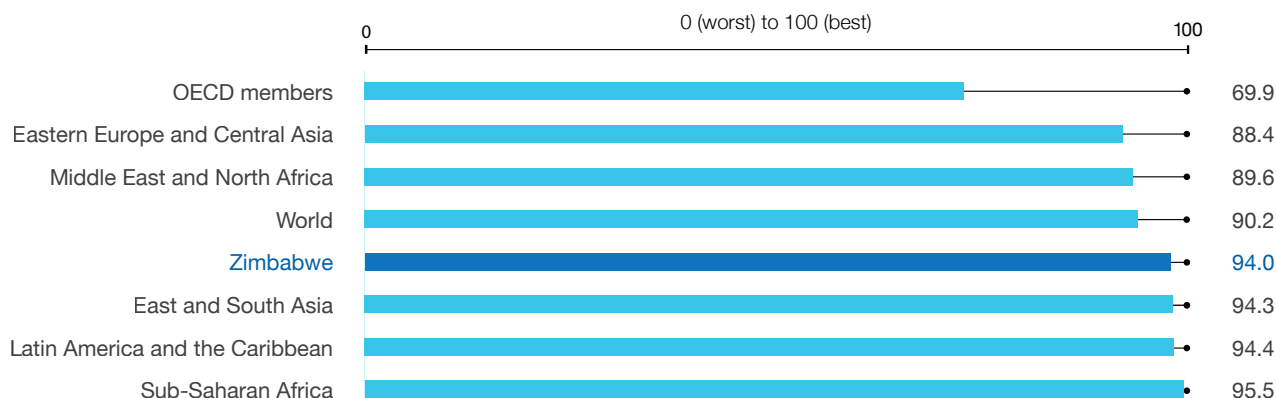 0 (worst) to 100 (best)
0 100
OECD members 69.9
Eastern Europe and Central Asia 88.4
Middle East and North Africa 89.6
World 90.2
Zimbabwe 94.0
East and South Asia 94.3
Latin America and the Caribbean 94.4
Sub-Saharan Africa 95.5